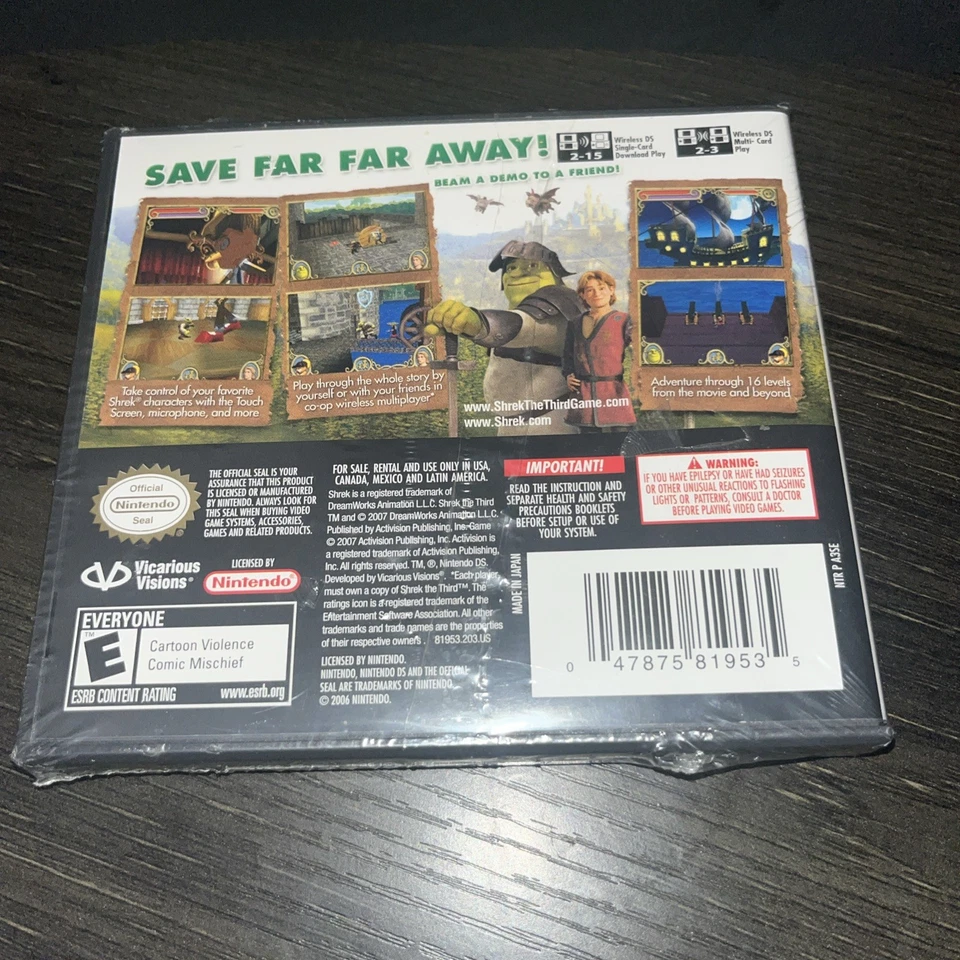 SAVE FAR FAR AWAY!
BEAM A DEMO TO A FRIEND!
2-15
Wireless DS
Single-Card
Download Play
2-3
Wireless DS
Multi-Card
Play
Take control of your favorite
Shrek™ characters with the Touch
Screen, microphone, and more
Play through the whole story by
yourself or with your friends in
co-op wireless multiplayer*
www.ShrekTheThirdGame.com
www.Shrek.com
Adventure through 16 levels
from the movie and beyond
Official
Nintendo
Seal
THE OFFICIAL SEAL IS YOUR
ASSURANCE THAT THIS PRODUCT
IS LICENSED OR MANUFACTURED
BY NINTENDO. ALWAYS LOOK FOR
THIS SEAL WHEN BUYING VIDEO
GAME SYSTEMS, ACCESSORIES,
GAMES AND RELATED PRODUCTS.
Vicarious
Visions®
LICENSED BY
Nintendo®
EVERYONE
E™
Cartoon Violence
Comic Mischief
ESRB CONTENT RATING
www.esrb.org
FOR SALE, RENTAL AND USE ONLY IN USA,
CANADA, MEXICO AND LATIN AMERICA.
Shrek is a registered trademark of
DreamWorks Animation L.L.C. Shrek the Third
TM and © 2007 DreamWorks Animation L.L.C.
Published by Activision Publishing, Inc. Game
© 2007 Activision Publishing, Inc. Activision is
a registered trademark of Activision Publishing,
Inc. All rights reserved. TM, ®, Nintendo DS.
Developed by Vicarious Visions®. *Each player
must own a copy of Shrek the Third™. The
ratings icon is a registered trademark of the
Entertainment Software Association. All other
trademarks and trade names are the properties
of their respective owners. 81953.203.US
LICENSED BY NINTENDO.
NINTENDO, NINTENDO DS AND THE OFFICIAL
SEAL ARE TRADEMARKS OF NINTENDO.
© 2006 NINTENDO.
IMPORTANT!
READ THE INSTRUCTION AND
SEPARATE HEALTH AND SAFETY
PRECAUTIONS BOOKLETS
BEFORE SETUP OR USE OF
YOUR SYSTEM.
WARNING:
IF YOU HAVE EPILEPSY OR HAVE HAD SEIZURES
OR OTHER UNUSUAL REACTIONS TO FLASHING
LIGHTS OR PATTERNS, CONSULT A DOCTOR
BEFORE PLAYING VIDEO GAMES.
MADE IN JAPAN
0 47875 81953 5
NTR P A3SE